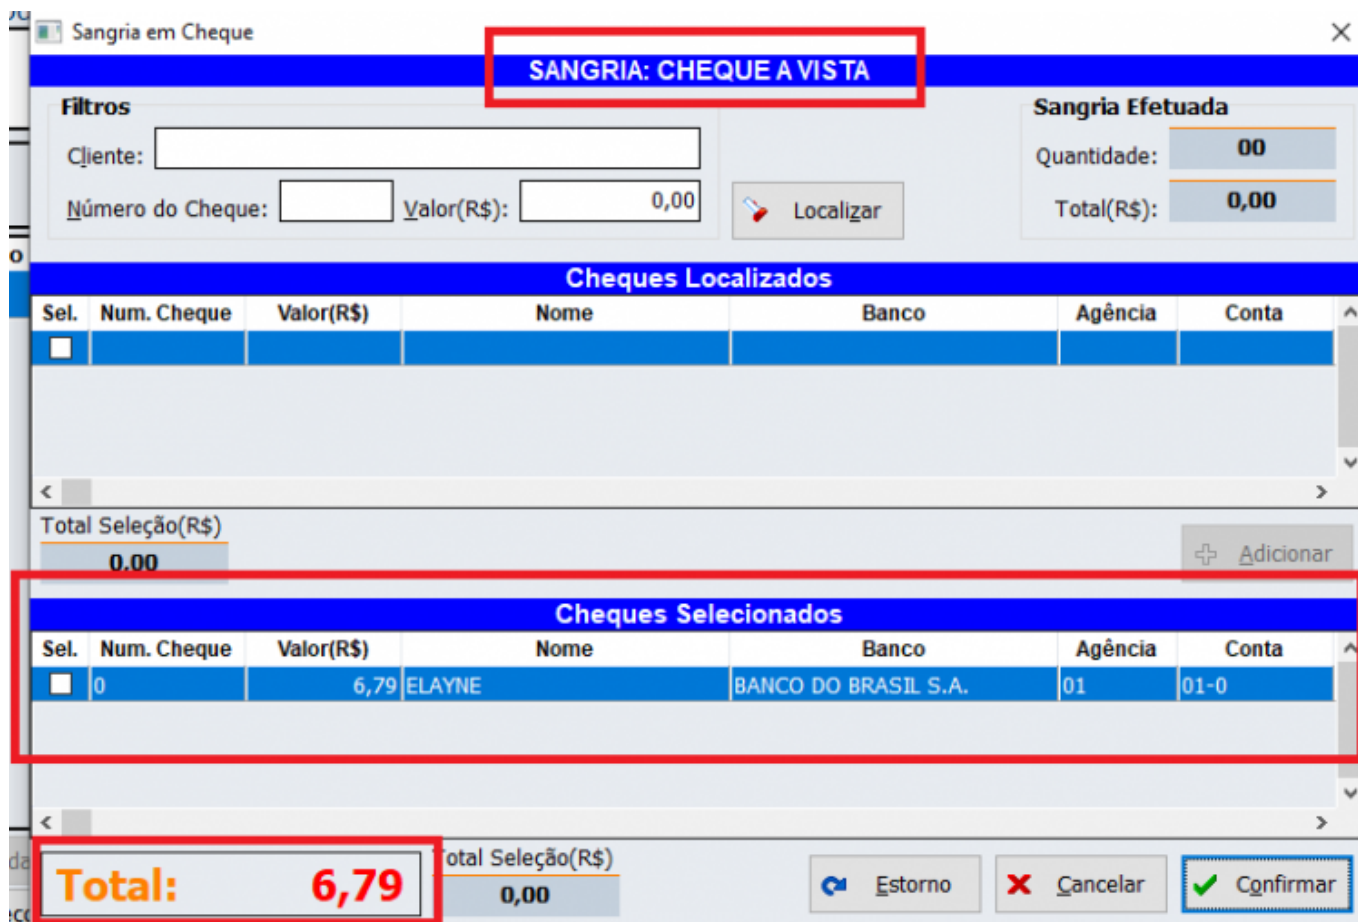 Sangria em Cheque
SANGRIA: CHEQUE A VISTA
Filtros
Sangria Efetuada
Cliente:
Quantidade: 00
Número do Cheque: Valor(R$): 0,00 Localizar
Total(R$): 0,00
Cheques Localizados
Sel. Num. Cheque Valor(R$) Nome Banco Agência Conta
Total Seleção(R$)
0,00
Adicionar
Cheques Selecionados
Sel. Num. Cheque Valor(R$) Nome Banco Agência Conta
0 6,79 ELAYNE BANCO DO BRASIL S.A. 01 01-0
Total: 6,79
Total Seleção(R$)
0,00
Estorno Cancelar Confirmar